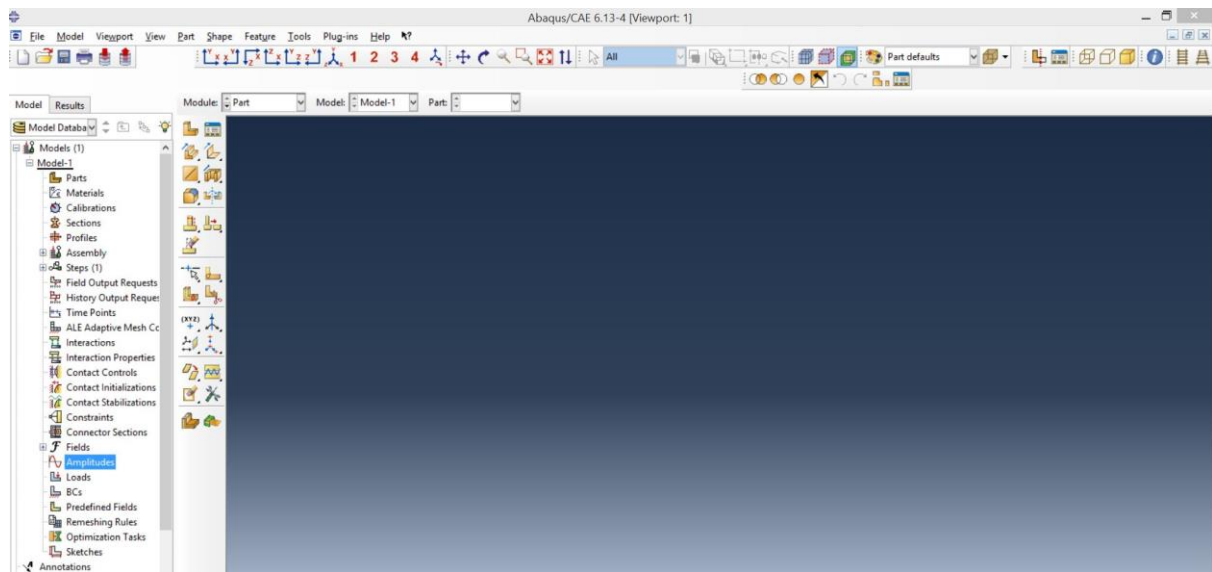 Abaqus/CAE 6.13-4 [Viewport: 1]
File Model Viewport View Part Shape Feature Tools Plug-ins Help
1 2 3 4 All Part defaults
Model Results Module: Part Model: Model-1 Part:
Model Databa
Models (1)
Model-1
Parts
Materials
Calibrations
Sections
Profiles
Assembly
Steps (1)
Field Output Requests
History Output Reques
Time Points
ALE Adaptive Mesh Cc
Interactions
Interaction Properties
Contact Controls
Contact Initializations
Contact Stabilizations
Constraints
Connector Sections
Fields
Amplitudes
Loads
BCs
Predefined Fields
Remeshing Rules
Optimization Tasks
Sketches
Annotations
(XYZ)